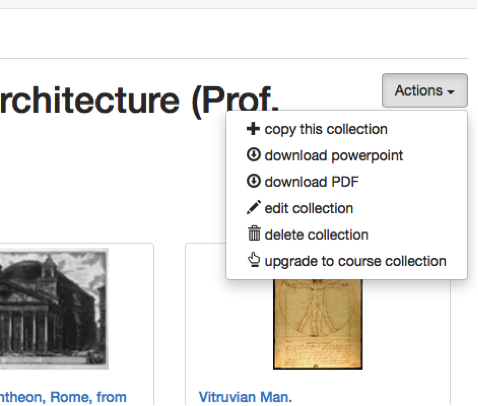 rchitecture (Prof.
Actions
copy this collection
download powerpoint
download PDF
edit collection
delete collection
upgrade to course collection
ntheon, Rome, from
Vitruvian Man.